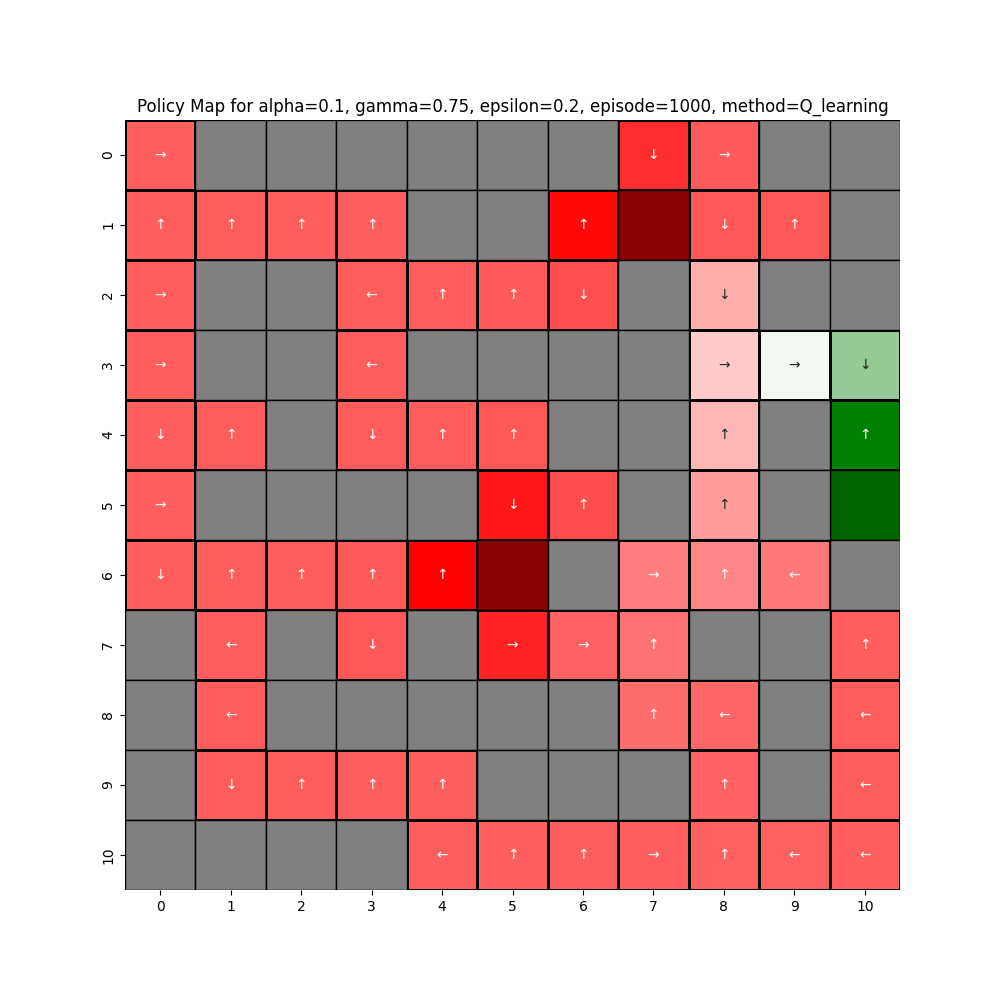 Policy Map for alpha=0.1, gamma=0.75, epsilon=0.2, episode=1000, method=Q_learning
0 → ↓ →
1 ↑ ↑ ↑ ↑ ↑ ↓ ↑
2 → ← ↑ ↑ ↓ ↓
3 → ← → → ↓
4 ↓ ↑ ↓ ↑ ↑ ↑ ↑
5 → ↓ ↑ ↑
6 ↓ ↑ ↑ ↑ ↑ → ↑ ←
7 ← ↓ → → ↑ ↑
8 ← ↑ ← ←
9 ↓ ↑ ↑ ↑ ↑ ←
10 ← ↑ ↑ → ↑ ← ←
0 1 2 3 4 5 6 7 8 9 10